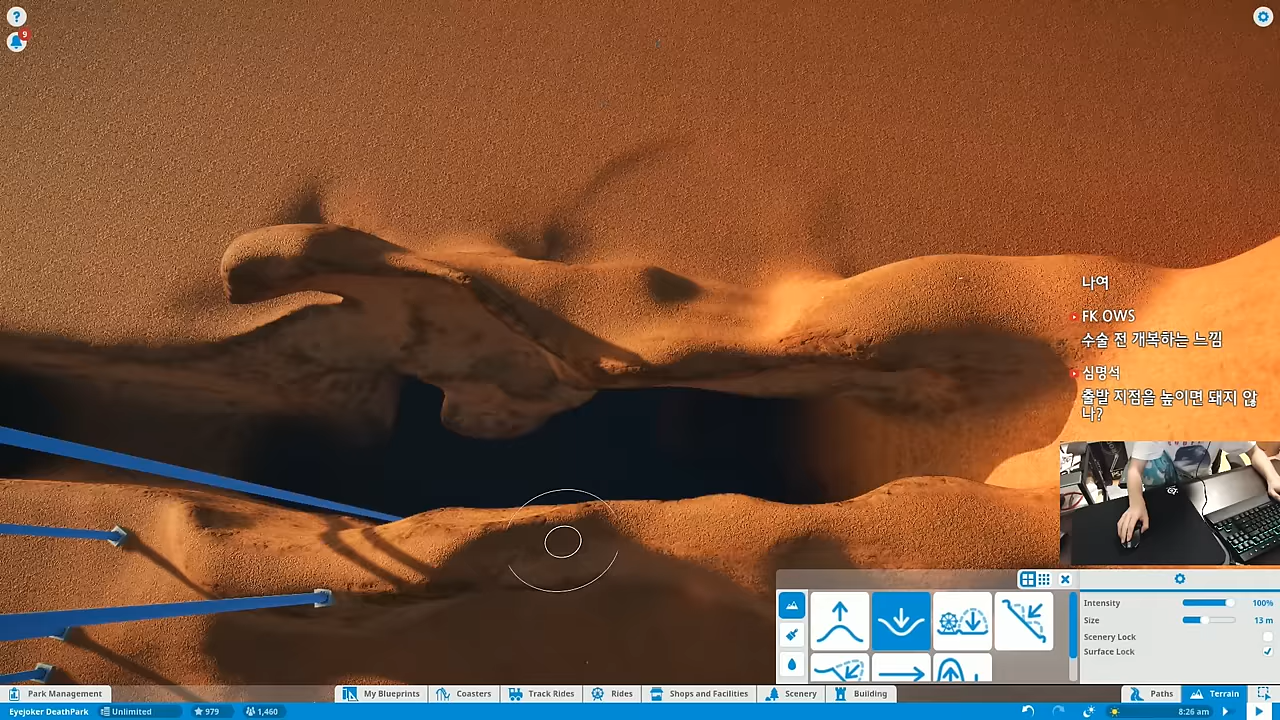 ?
9
나여
FK OWS
수술 전 개복하는 느낌
심명석
출발 지점을 높이면 돼지 않
나?
Intensity 100%
Size 13 m
Scenery Lock
Surface Lock
Park Management My Blueprints Coasters Track Rides Rides Shops and Facilities Scenery Building Paths Terrain
Eyejoker DeathPark Unlimited 979 1,460 8:26 am